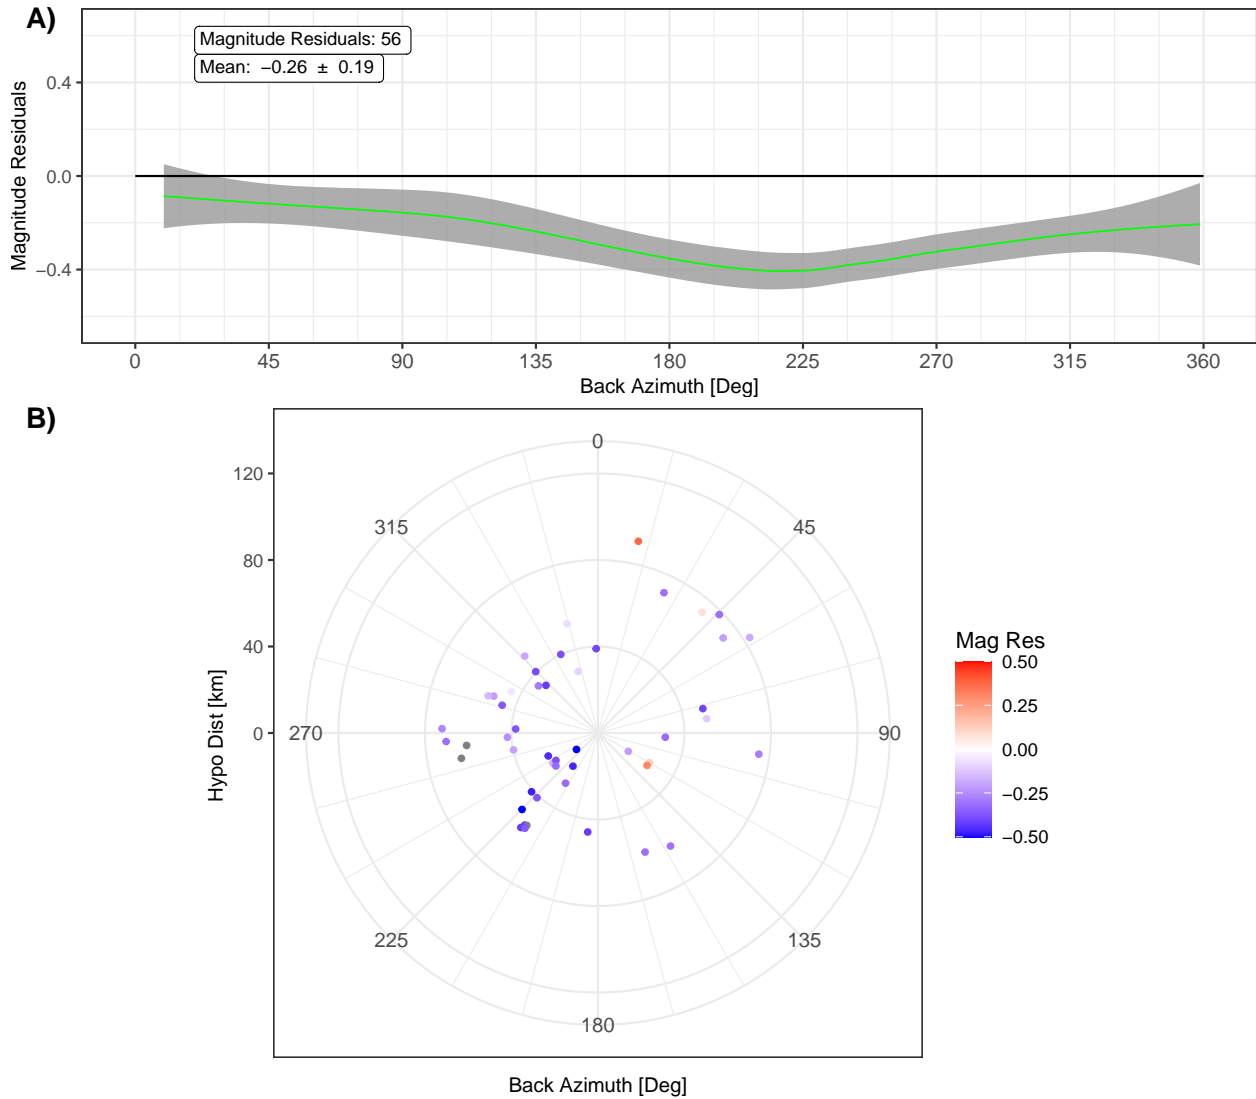 A)
Magnitude Residuals: 56
Mean:  −0.26  ±  0.19
Magnitude Residuals
0.4
0.0
−0.4
0 45 90 135 180 225 270 315 360
Back Azimuth [Deg]
B)
Hypo Dist [km]
120
80
40
0
0
45
90
135
180
225
270
315
Back Azimuth [Deg]
Mag Res
0.50
0.25
0.00
−0.25
−0.50